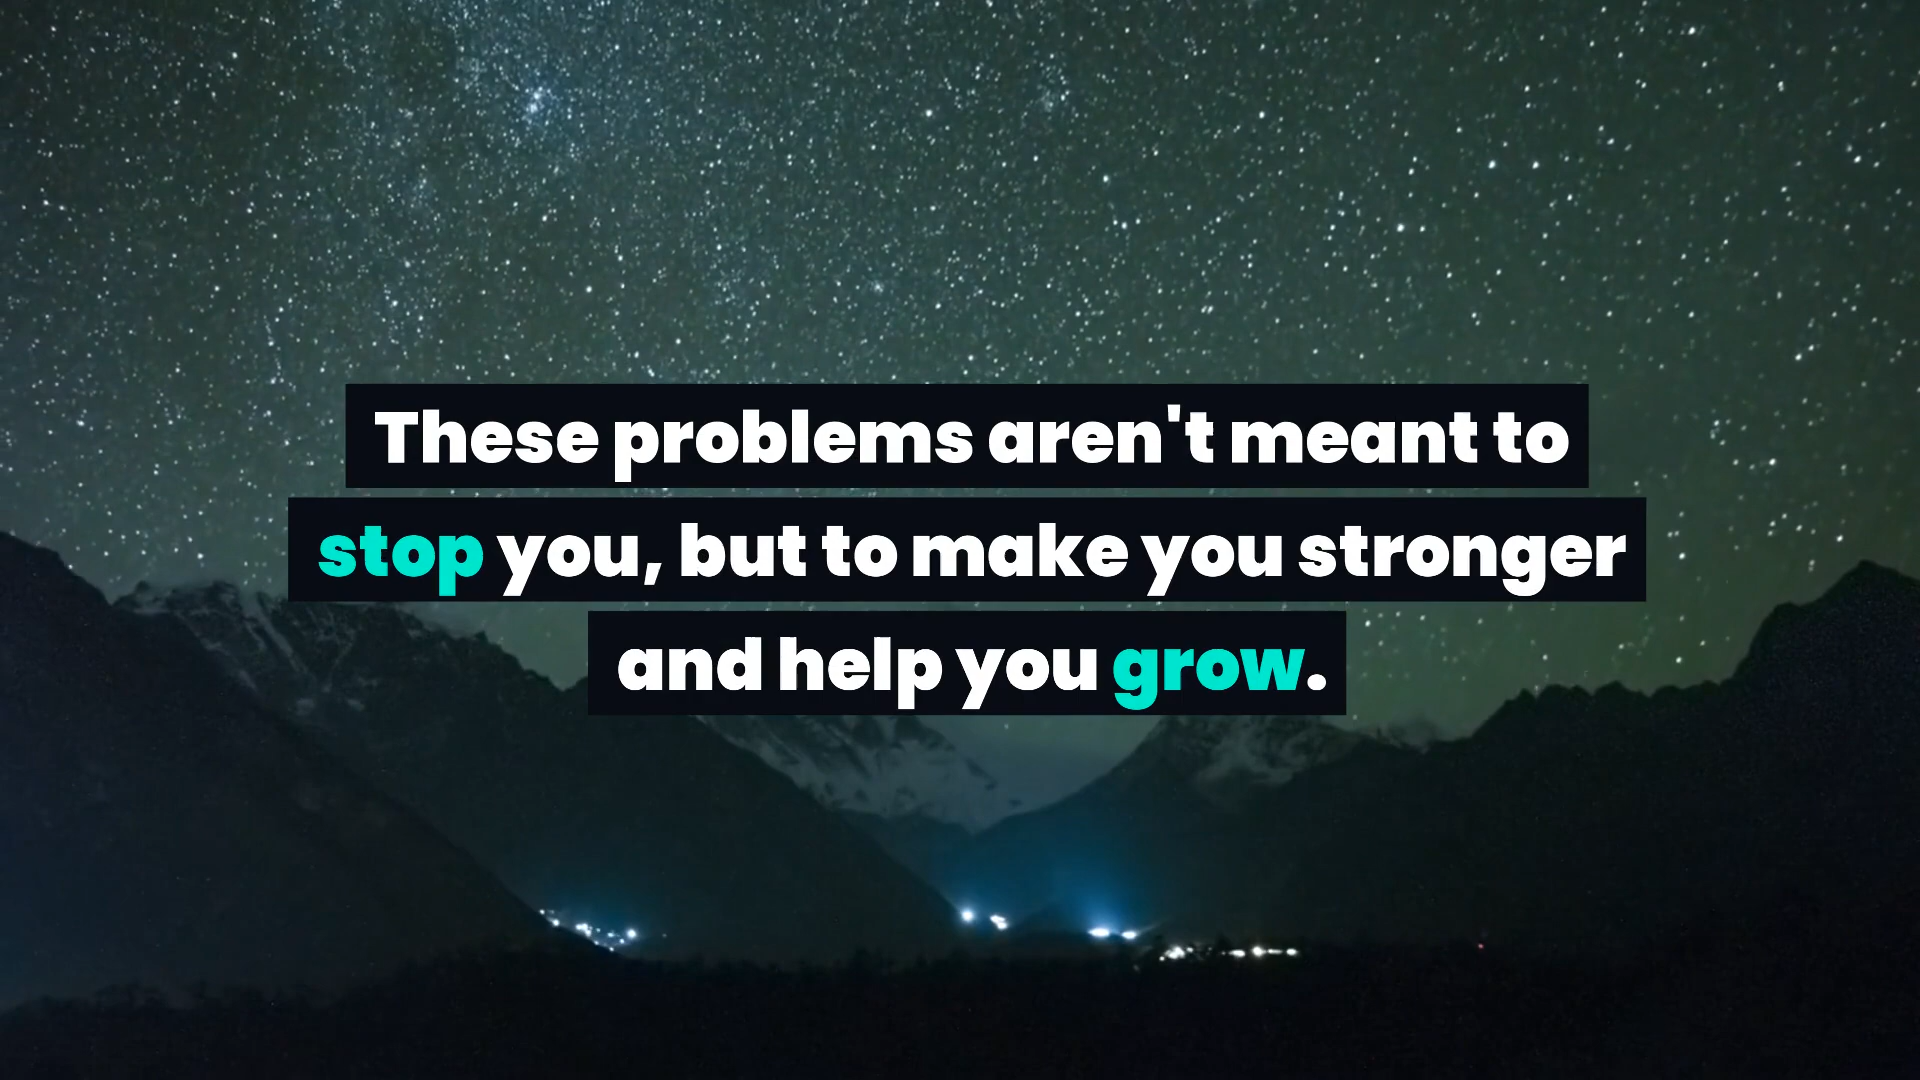 These problems aren't meant to
stop you, but to make you stronger
and help you grow.